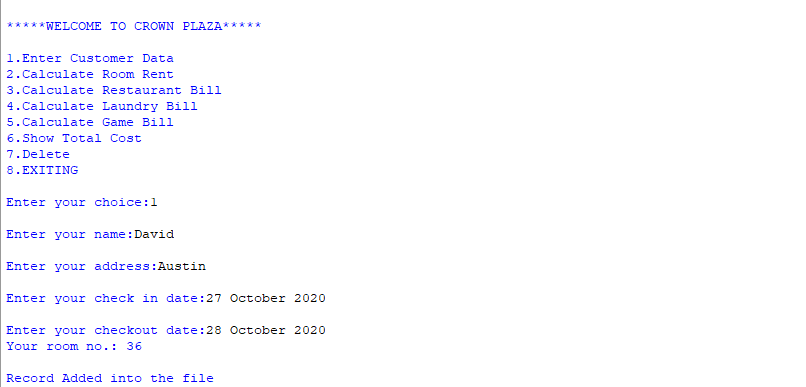 *****WELCOME TO CROWN PLAZA*****
1.Enter Customer Data
2.Calculate Room Rent
3.Calculate Restaurant Bill
4.Calculate Laundry Bill
5.Calculate Game Bill
6.Show Total Cost
7.Delete
8.EXITING
Enter your choice:1
Enter your name:David
Enter your address:Austin
Enter your check in date:27 October 2020
Enter your checkout date:28 October 2020
Your room no.: 36
Record Added into the file